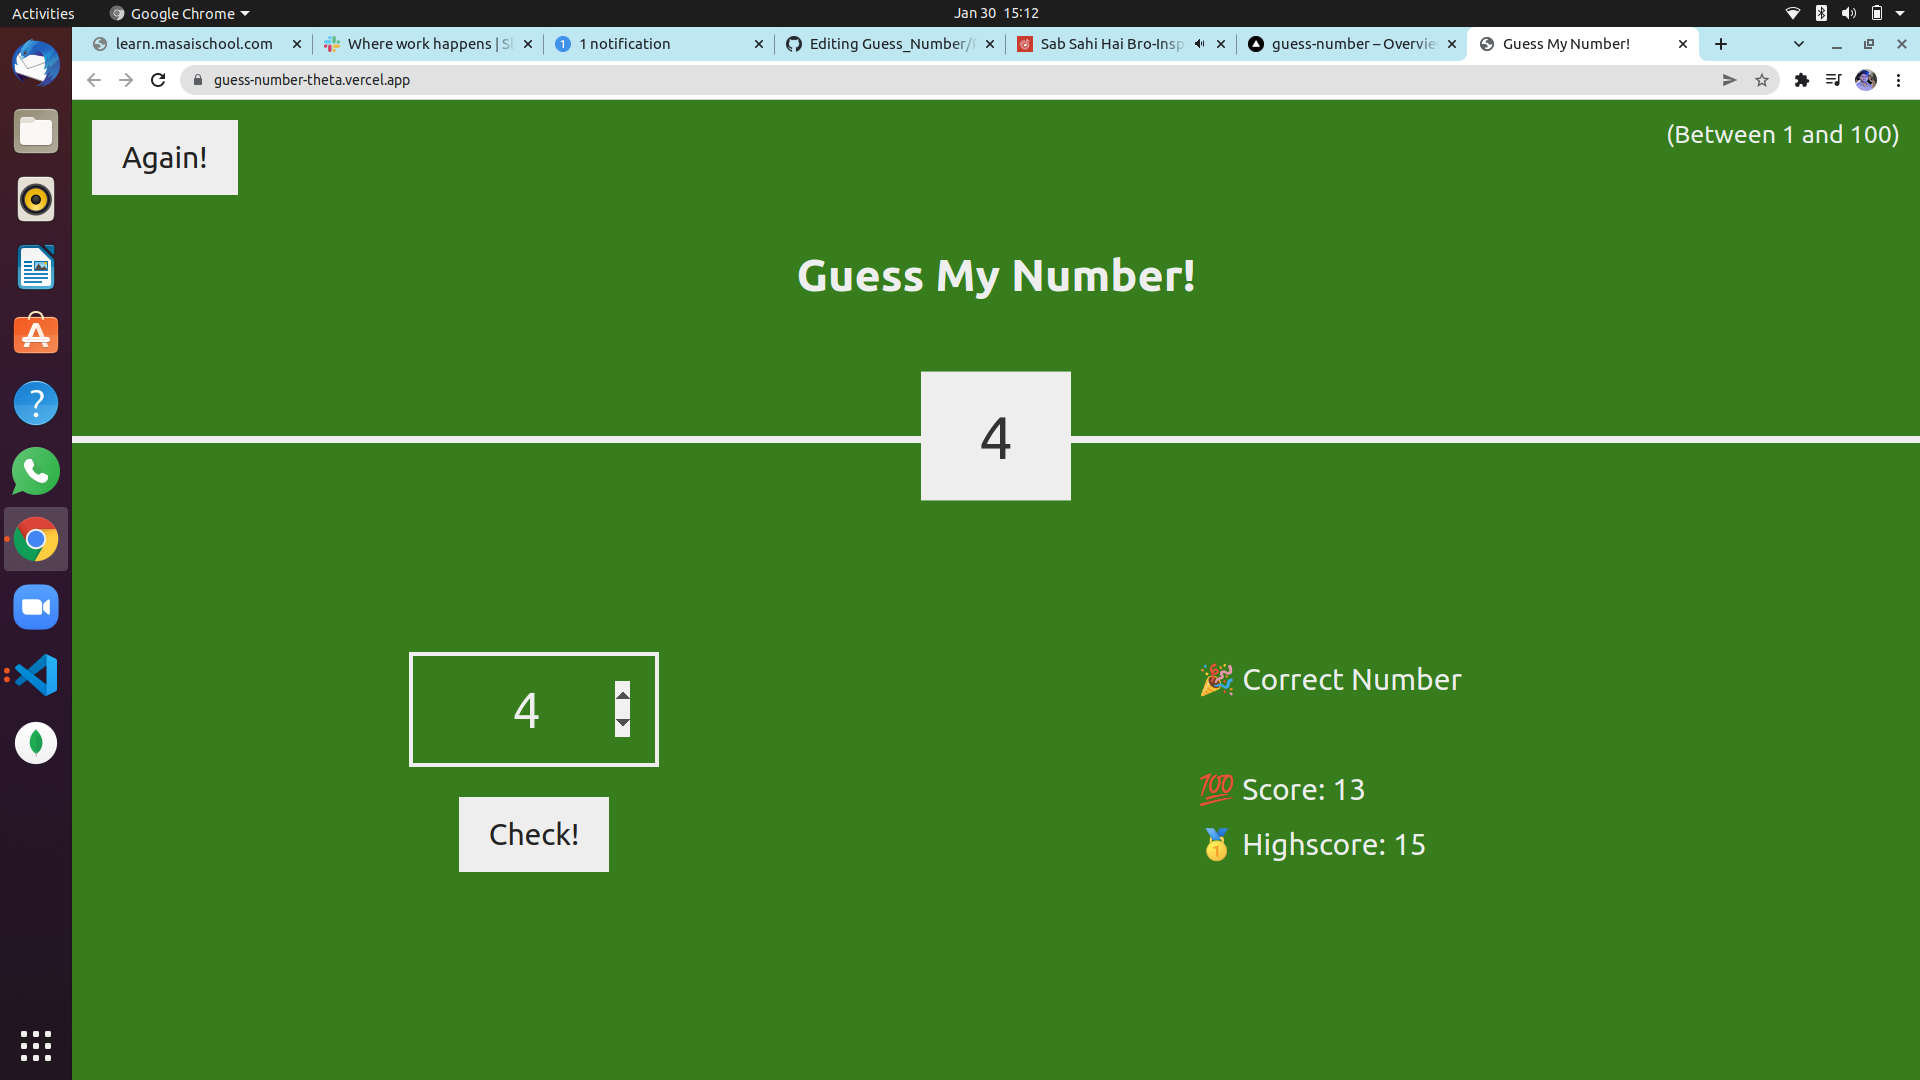 Activities Google Chrome Jan 30 15:12
learn.masaischool.com Where work happens | Sl 1 notification Editing Guess_Number/ Sab Sahi Hai Bro-Insp guess-number – Overvie Guess My Number!
guess-number-theta.vercel.app
Again!
(Between 1 and 100)
Guess My Number!
4
4
🎉 Correct Number
Check!
💯 Score: 13
🥇 Highscore: 15